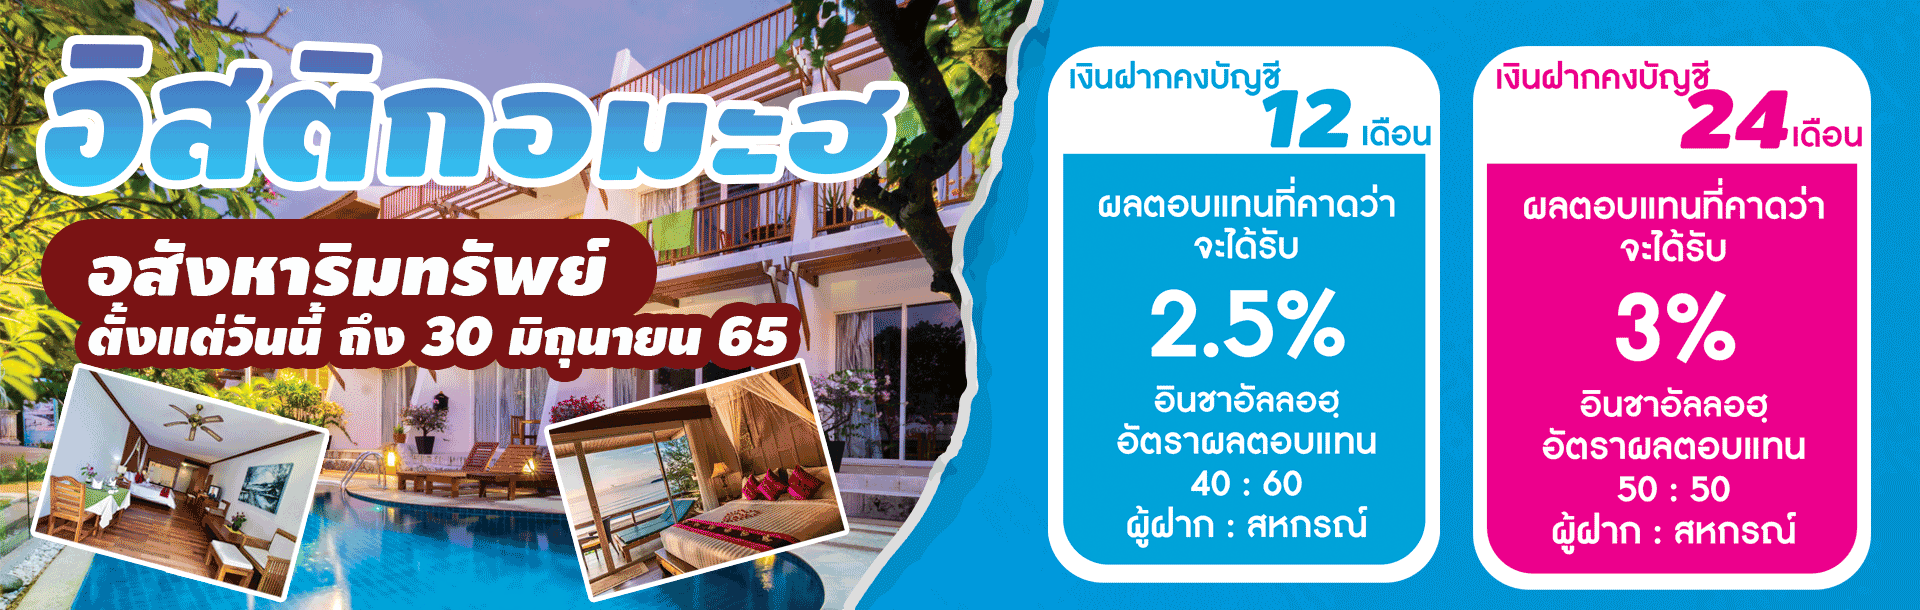 อิสติกอมะฮ
อสังหาริมทรัพย์
ตั้งแต่วันนี้ ถึง 30 มิถุนายน 65
เงินฝากคงบัญชี
12 เดือน
ผลตอบแทนที่คาดว่า
จะได้รับ
2.5%
อินชาอัลลอฮฺ
อัตราผลตอบแทน
40 : 60
ผู้ฝาก : สหกรณ์
เงินฝากคงบัญชี
24 เดือน
ผลตอบแทนที่คาดว่า
จะได้รับ
3%
อินชาอัลลอฮฺ
อัตราผลตอบแทน
50 : 50
ผู้ฝาก : สหกรณ์